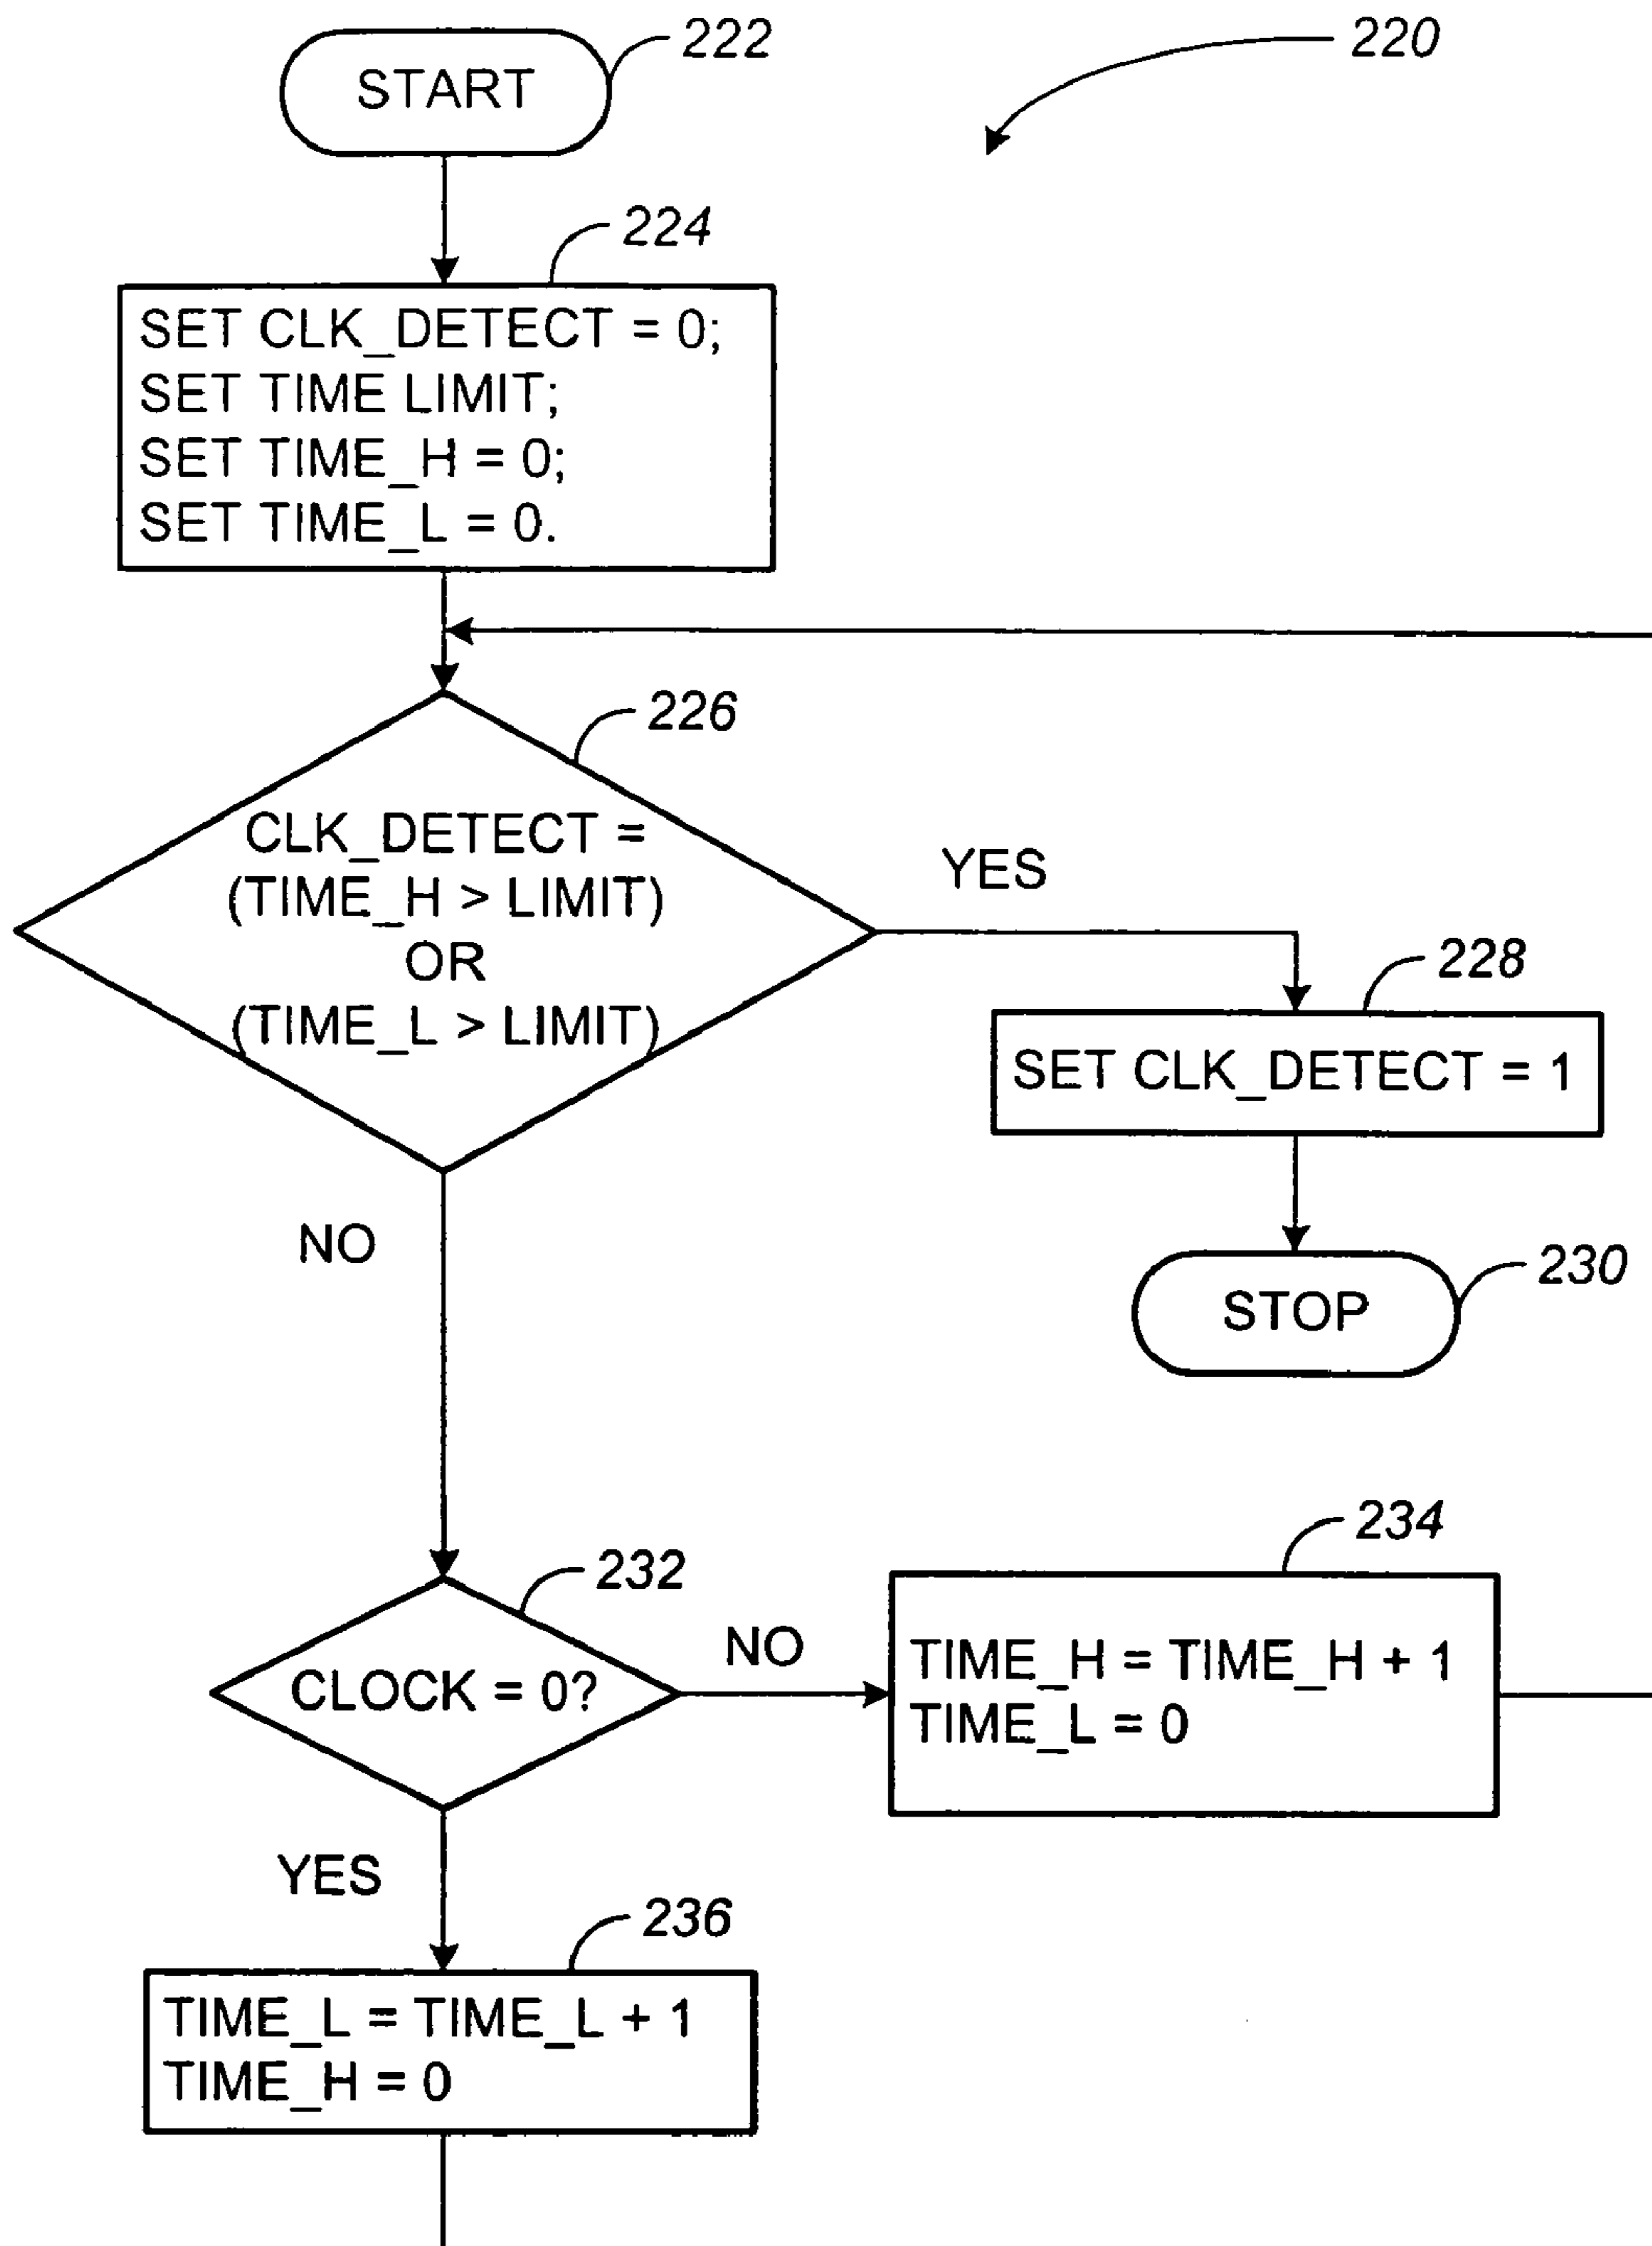 222
220
START
224
SET CLK_DETECT = 0;
SET TIME LIMIT;
SET TIME_H = 0;
SET TIME_L = 0.
226
CLK_DETECT =
(TIME_H > LIMIT)
OR
(TIME_L > LIMIT)
YES
228
SET CLK_DETECT = 1
NO
230
STOP
232
CLOCK = 0?
NO
234
TIME_H = TIME_H + 1
TIME_L = 0
YES
236
TIME_L = TIME_L + 1
TIME_H = 0